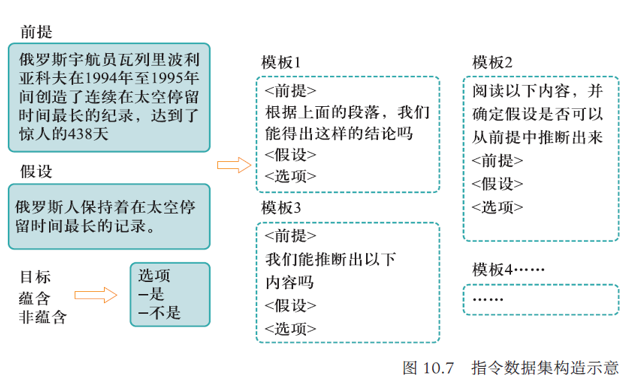 前提
俄罗斯宇航员瓦列里波利
亚科夫在1994年至1995年
间创造了连续在太空停留
时间最长的纪录，达到了
惊人的438天
假设
俄罗斯人保持着在太空停
留时间最长的记录。
目标
蕴含
非蕴含
选项
–是
–不是
模板1
<前提>
根据上面的段落，我们
能得出这样的结论吗
<假设>
<选项>
模板2
阅读以下内容，并
确定假设是否可以
从前提中推断出来
<前提>
<假设>
<选项>
模板3
<前提>
我们能推断出以下
内容吗
<假设>
<选项>
模板4……
……
图 10.7 指令数据集构造示意